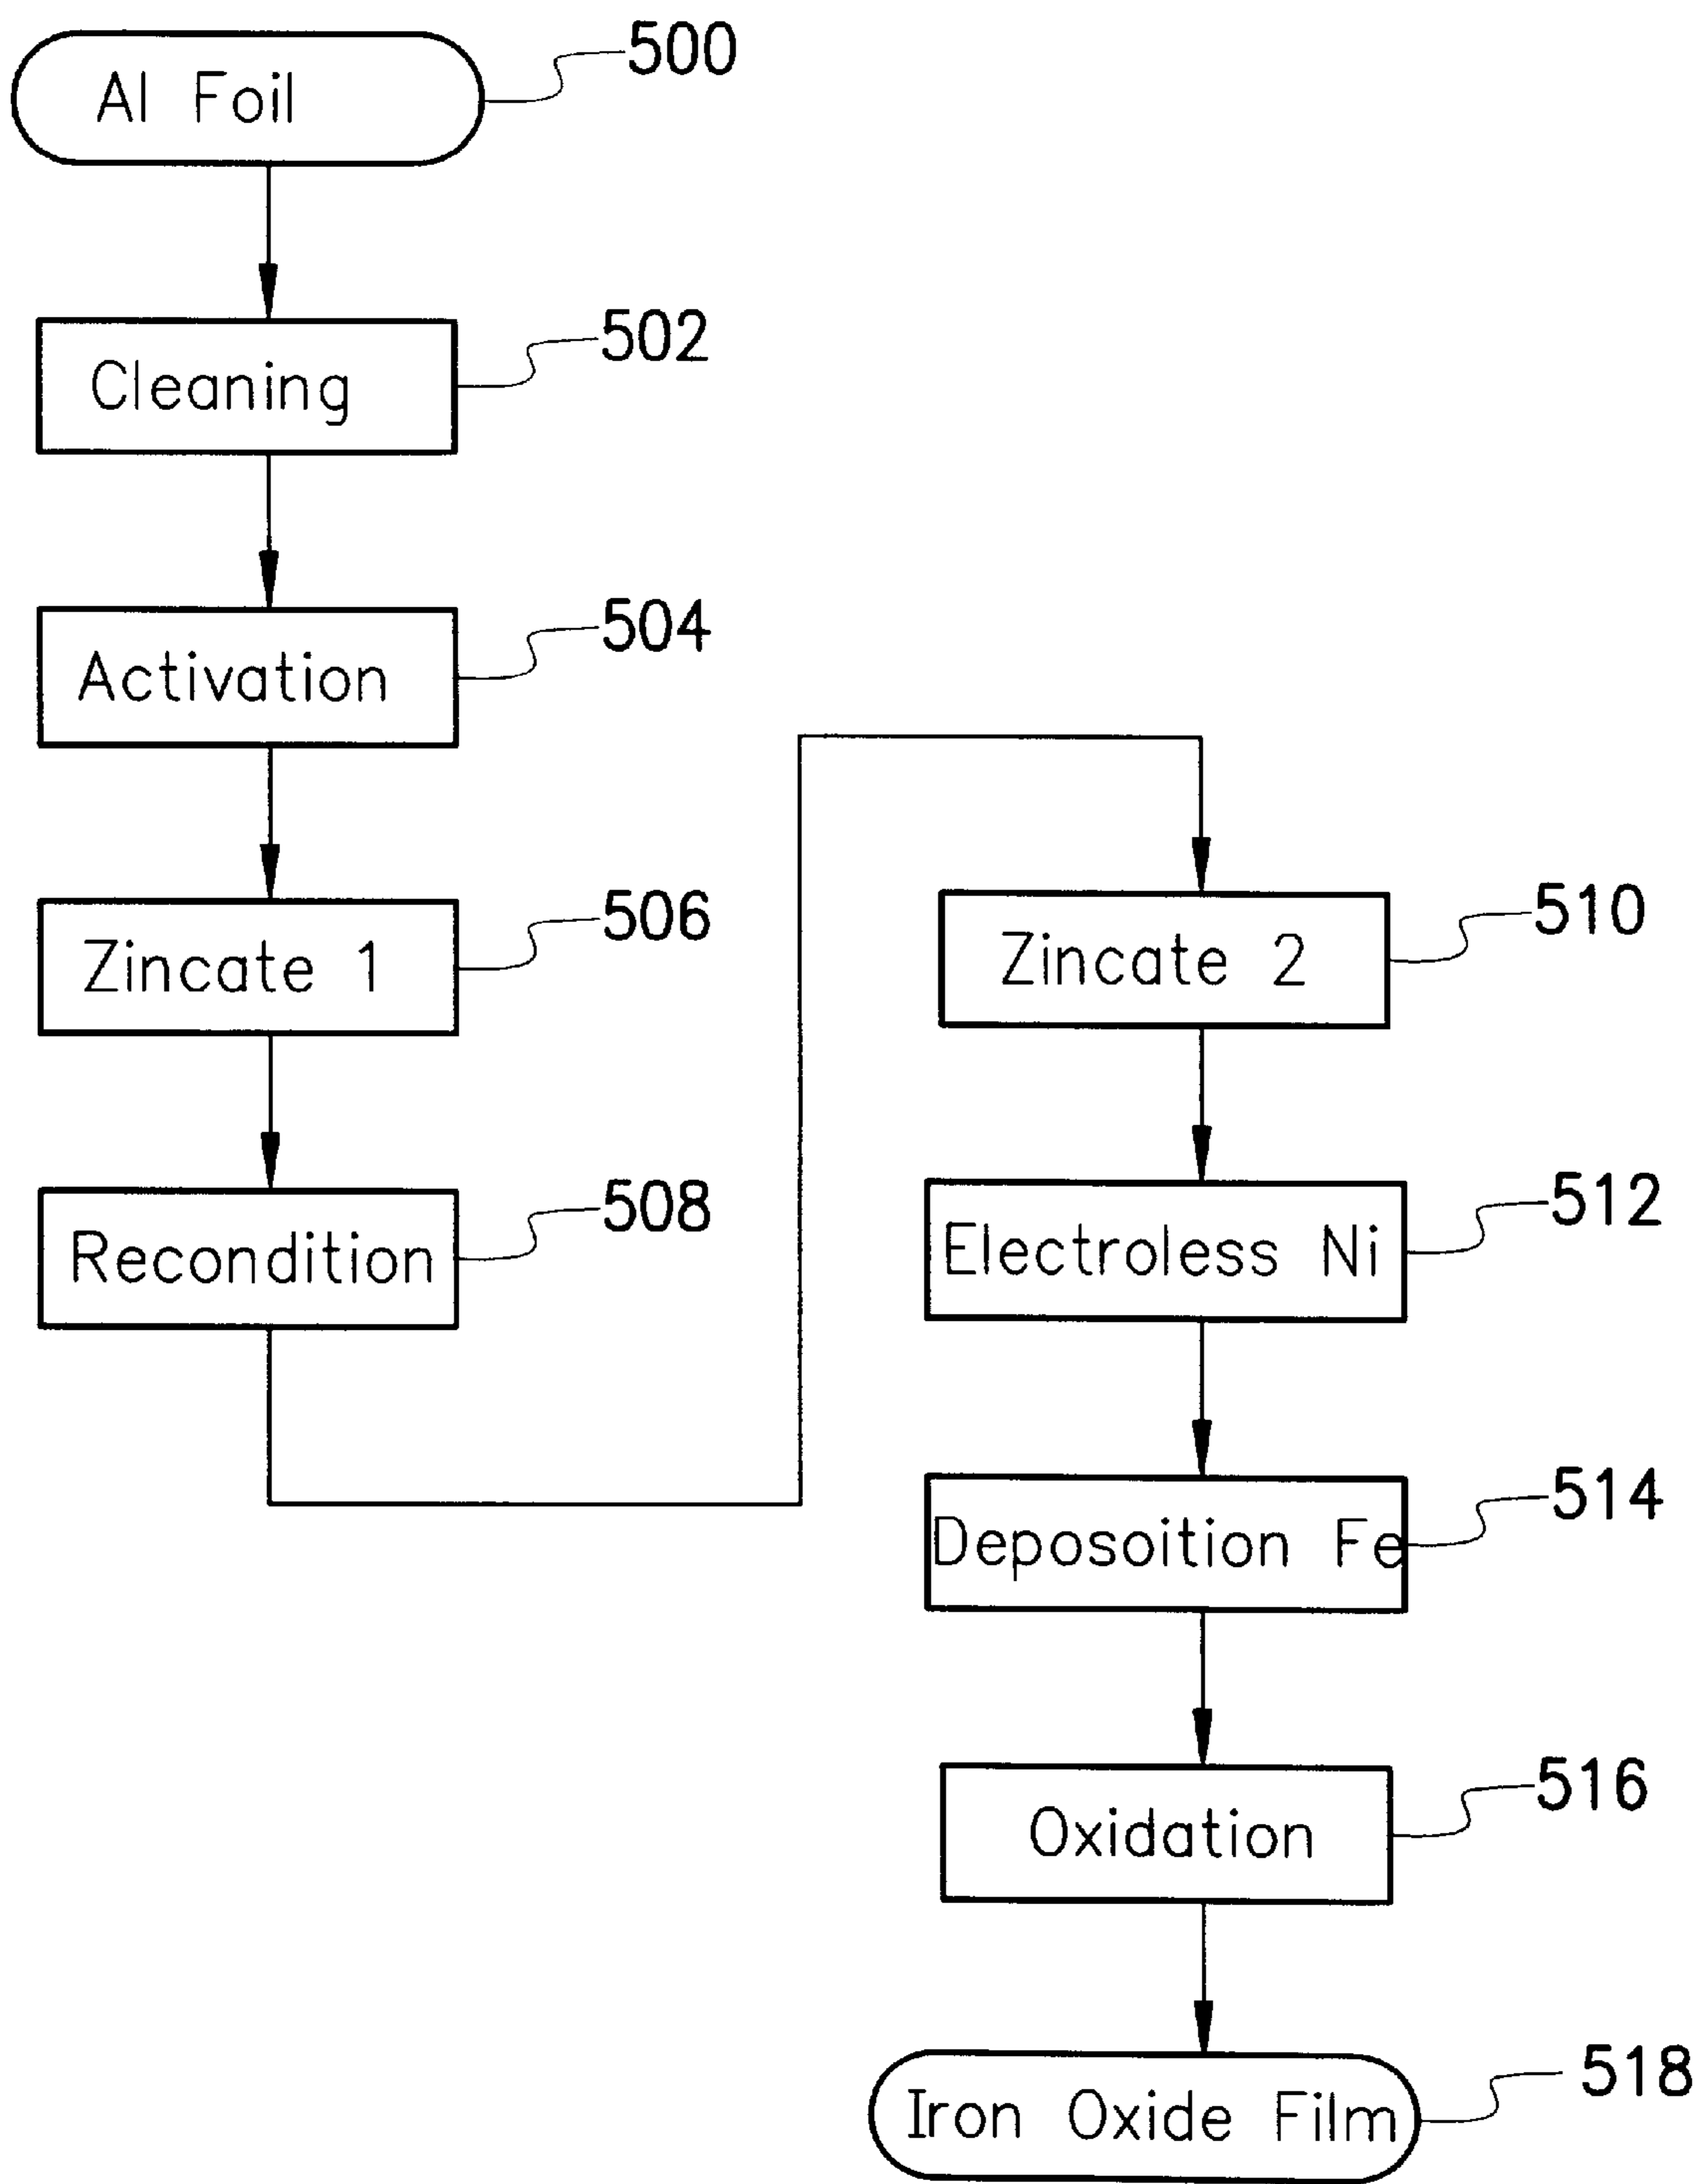 Al Foil
500
Cleaning
502
Activation
504
Zincate 1
506
Recondition
508
Zincate 2
510
Electroless Ni
512
Deposoition Fe
514
Oxidation
516
Iron Oxide Film
518